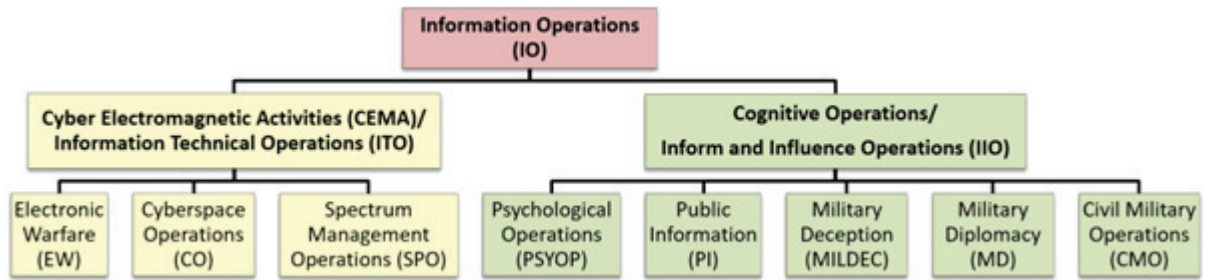 Information Operations
(IO)
Cyber Electromagnetic Activities (CEMA)/
Information Technical Operations (ITO)
Cognitive Operations/
Inform and Influence Operations (IIO)
Electronic
Warfare
(EW)
Cyberspace
Operations
(CO)
Spectrum
Management
Operations (SPO)
Psychological
Operations
(PSYOP)
Public
Information
(PI)
Military
Deception
(MILDEC)
Military
Diplomacy
(MD)
Civil Military
Operations
(CMO)